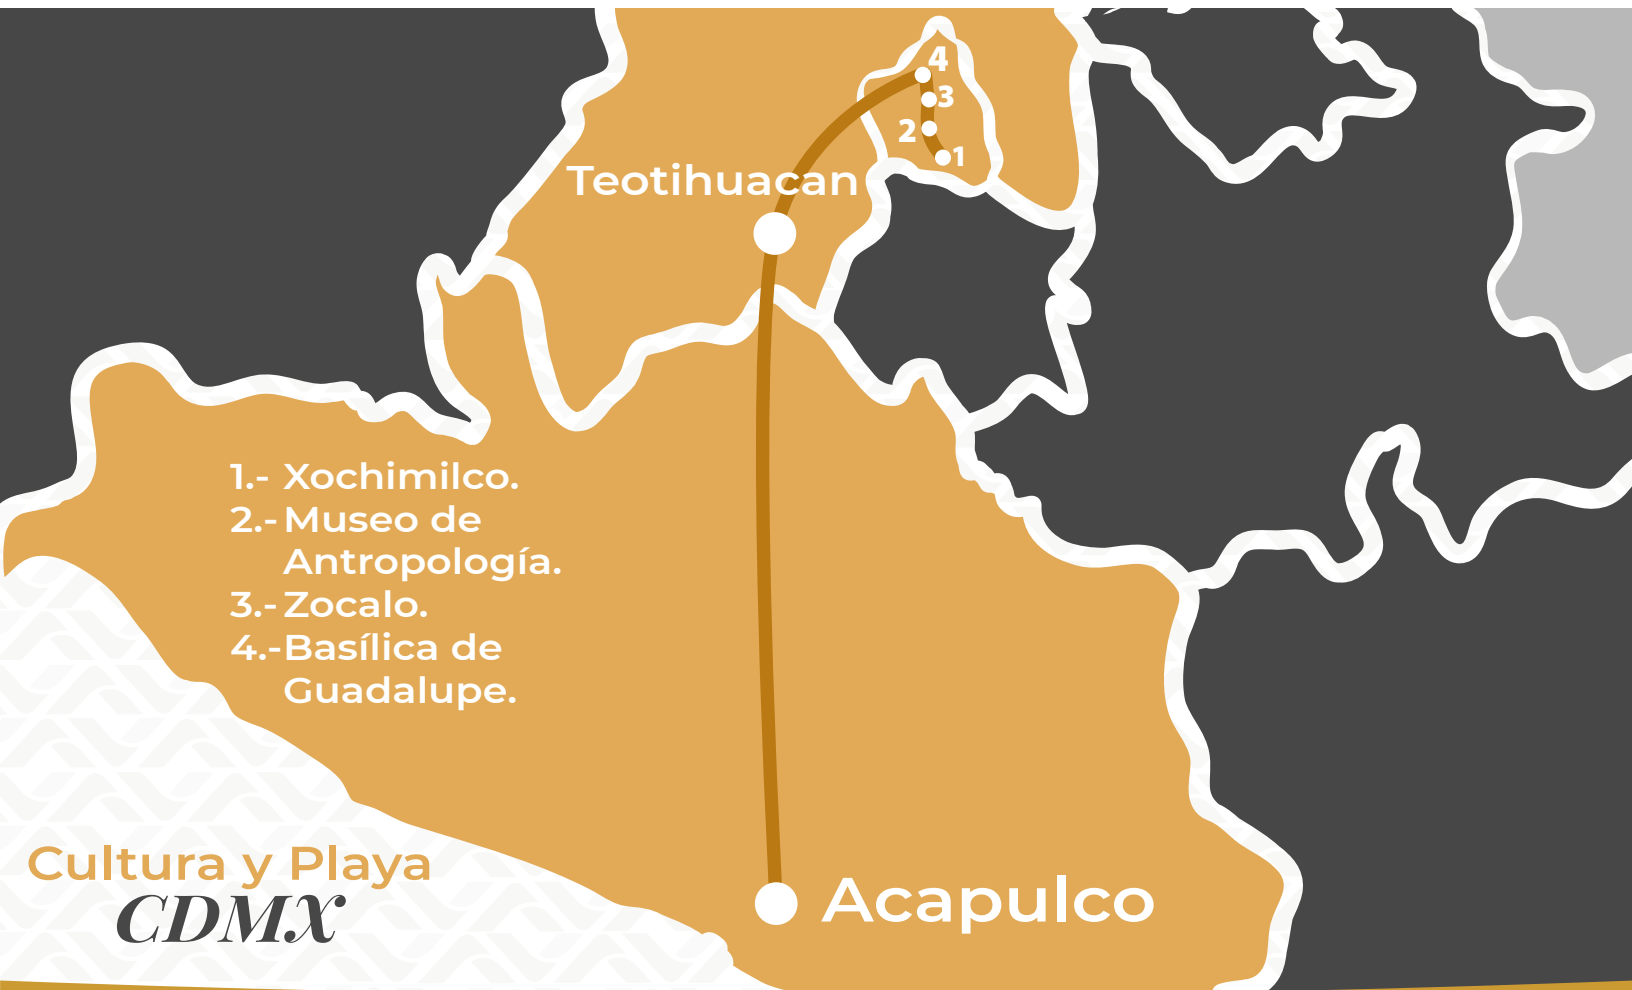 4
3
2
1
Teotihuacan
1.- Xochimilco.
2.- Museo de
Antropología.
3.- Zocalo.
4.-Basílica de
Guadalupe.
Cultura y Playa
CDMX
Acapulco